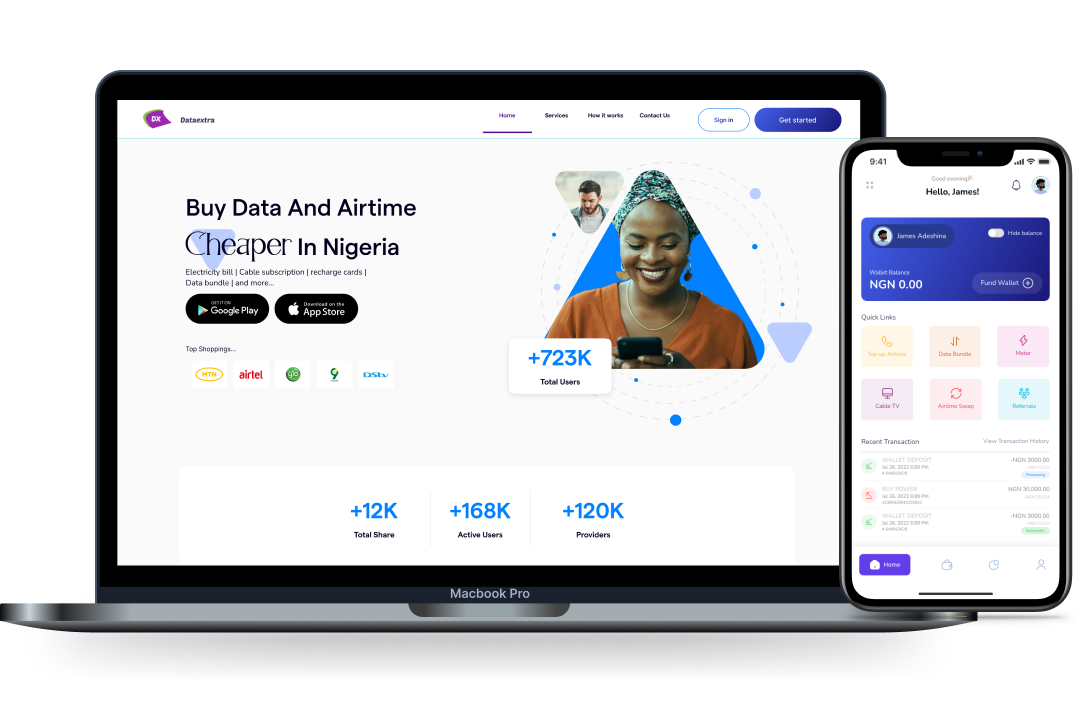 DX
Dataextra
Home
Services
How it works
Contact Us
Sign in
Get started
Buy Data And Airtime
Cheaper In Nigeria
Electricity bill | Cable subscription | recharge cards |
Data bundle | and more...
GET IT ON
Google Play
Download on the
App Store
Top Shoppings...
MTN
airtel
glo
9
DStv
+723K
Total Users
+12K
Total Share
+168K
Active Users
+120K
Providers
Macbook Pro
9:41
Good evening
Hello, James!
James Adeshina
Hide balance
Wallet Balance
NGN 0.00
Fund Wallet
Quick Links
Top up Airtime
Data Bundle
Meter
Cable TV
Airtime Swap
Referrals
Recent Transaction
View Transaction History
WALLET DEPOSIT
-NGN 3000.00
Jul 26, 2022 6:88 PM
Processing
BUY POWER
NGN 30,000.00
Jul 26, 2022 6:88 PM
WALLET DEPOSIT
-NGN 3000.00
Jul 26, 2022 6:88 PM
Successful
Home